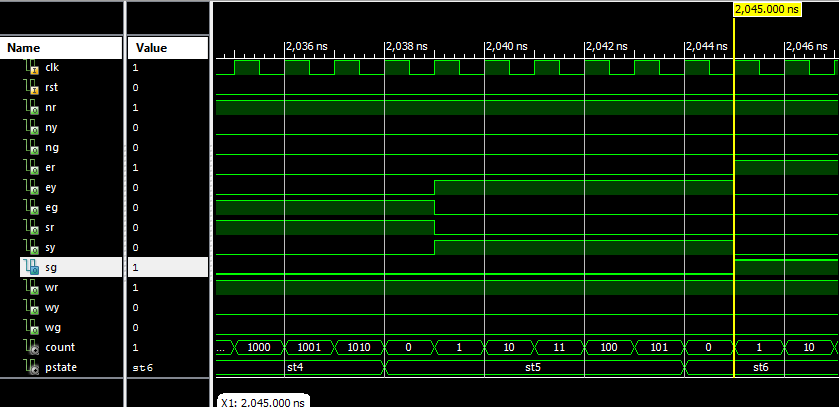 2,045.000 ns
Name Value
2,036 ns 2,038 ns 2,040 ns 2,042 ns 2,044 ns 2,046 ns
clk 1
rst 0
nr 1
ny 0
ng 0
er 1
ey 0
eg 0
sr 0
sy 0
sg 1
wr 1
wy 0
wg 0
count 1 ... 1000 1001 1010 0 1 10 11 100 101 0 1 10
pstate st6 st4 st5 st6
X1: 2,045.000 ns